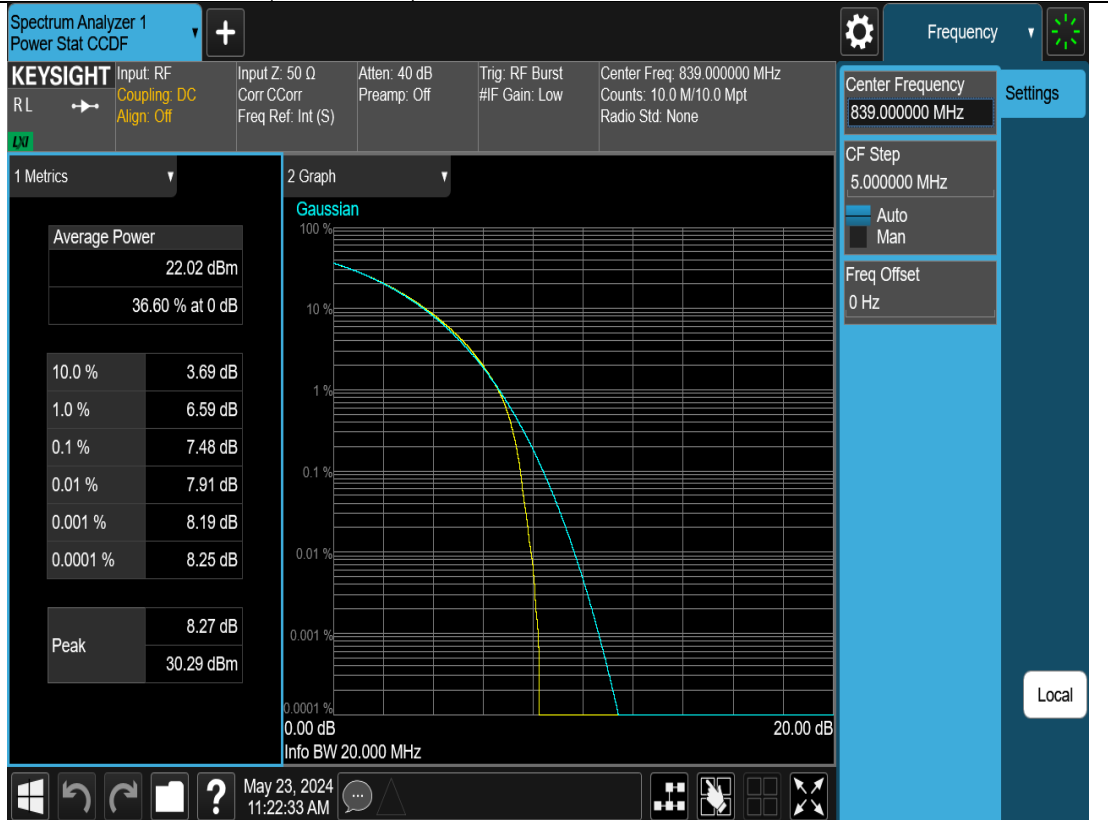 Spectrum Analyzer 1
Power Stat CCDF
+
Frequency
KEYSIGHT
R L
LXI
Input: RF
Coupling: DC
Align: Off
Input Z: 50 Ω
Corr CCorr
Freq Ref: Int (S)
Atten: 40 dB
Preamp: Off
Trig: RF Burst
#IF Gain: Low
Center Freq: 839.000000 MHz
Counts: 10.0 M/10.0 Mpt
Radio Std: None
Center Frequency
839.000000 MHz
Settings
CF Step
5.000000 MHz
Auto
Man
Freq Offset
0 Hz
1 Metrics
Average Power
22.02 dBm
36.60 % at 0 dB
10.0 % 3.69 dB
1.0 % 6.59 dB
0.1 % 7.48 dB
0.01 % 7.91 dB
0.001 % 8.19 dB
0.0001 % 8.25 dB
Peak
8.27 dB
30.29 dBm
2 Graph
Gaussian
100 %
10 %
1 %
0.1 %
0.01 %
0.001 %
0.0001 %
0.00 dB 20.00 dB
Info BW 20.000 MHz
Local
?
May 23, 2024
11:22:33 AM